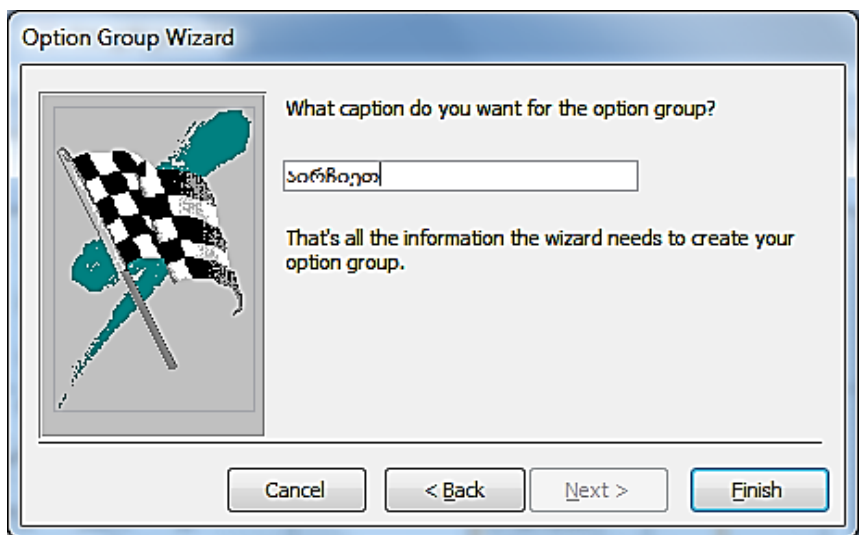 Option Group Wizard
What caption do you want for the option group?
აირჩიეთ
That's all the information the wizard needs to create your
option group.
Cancel
< Back
Next >
Finish